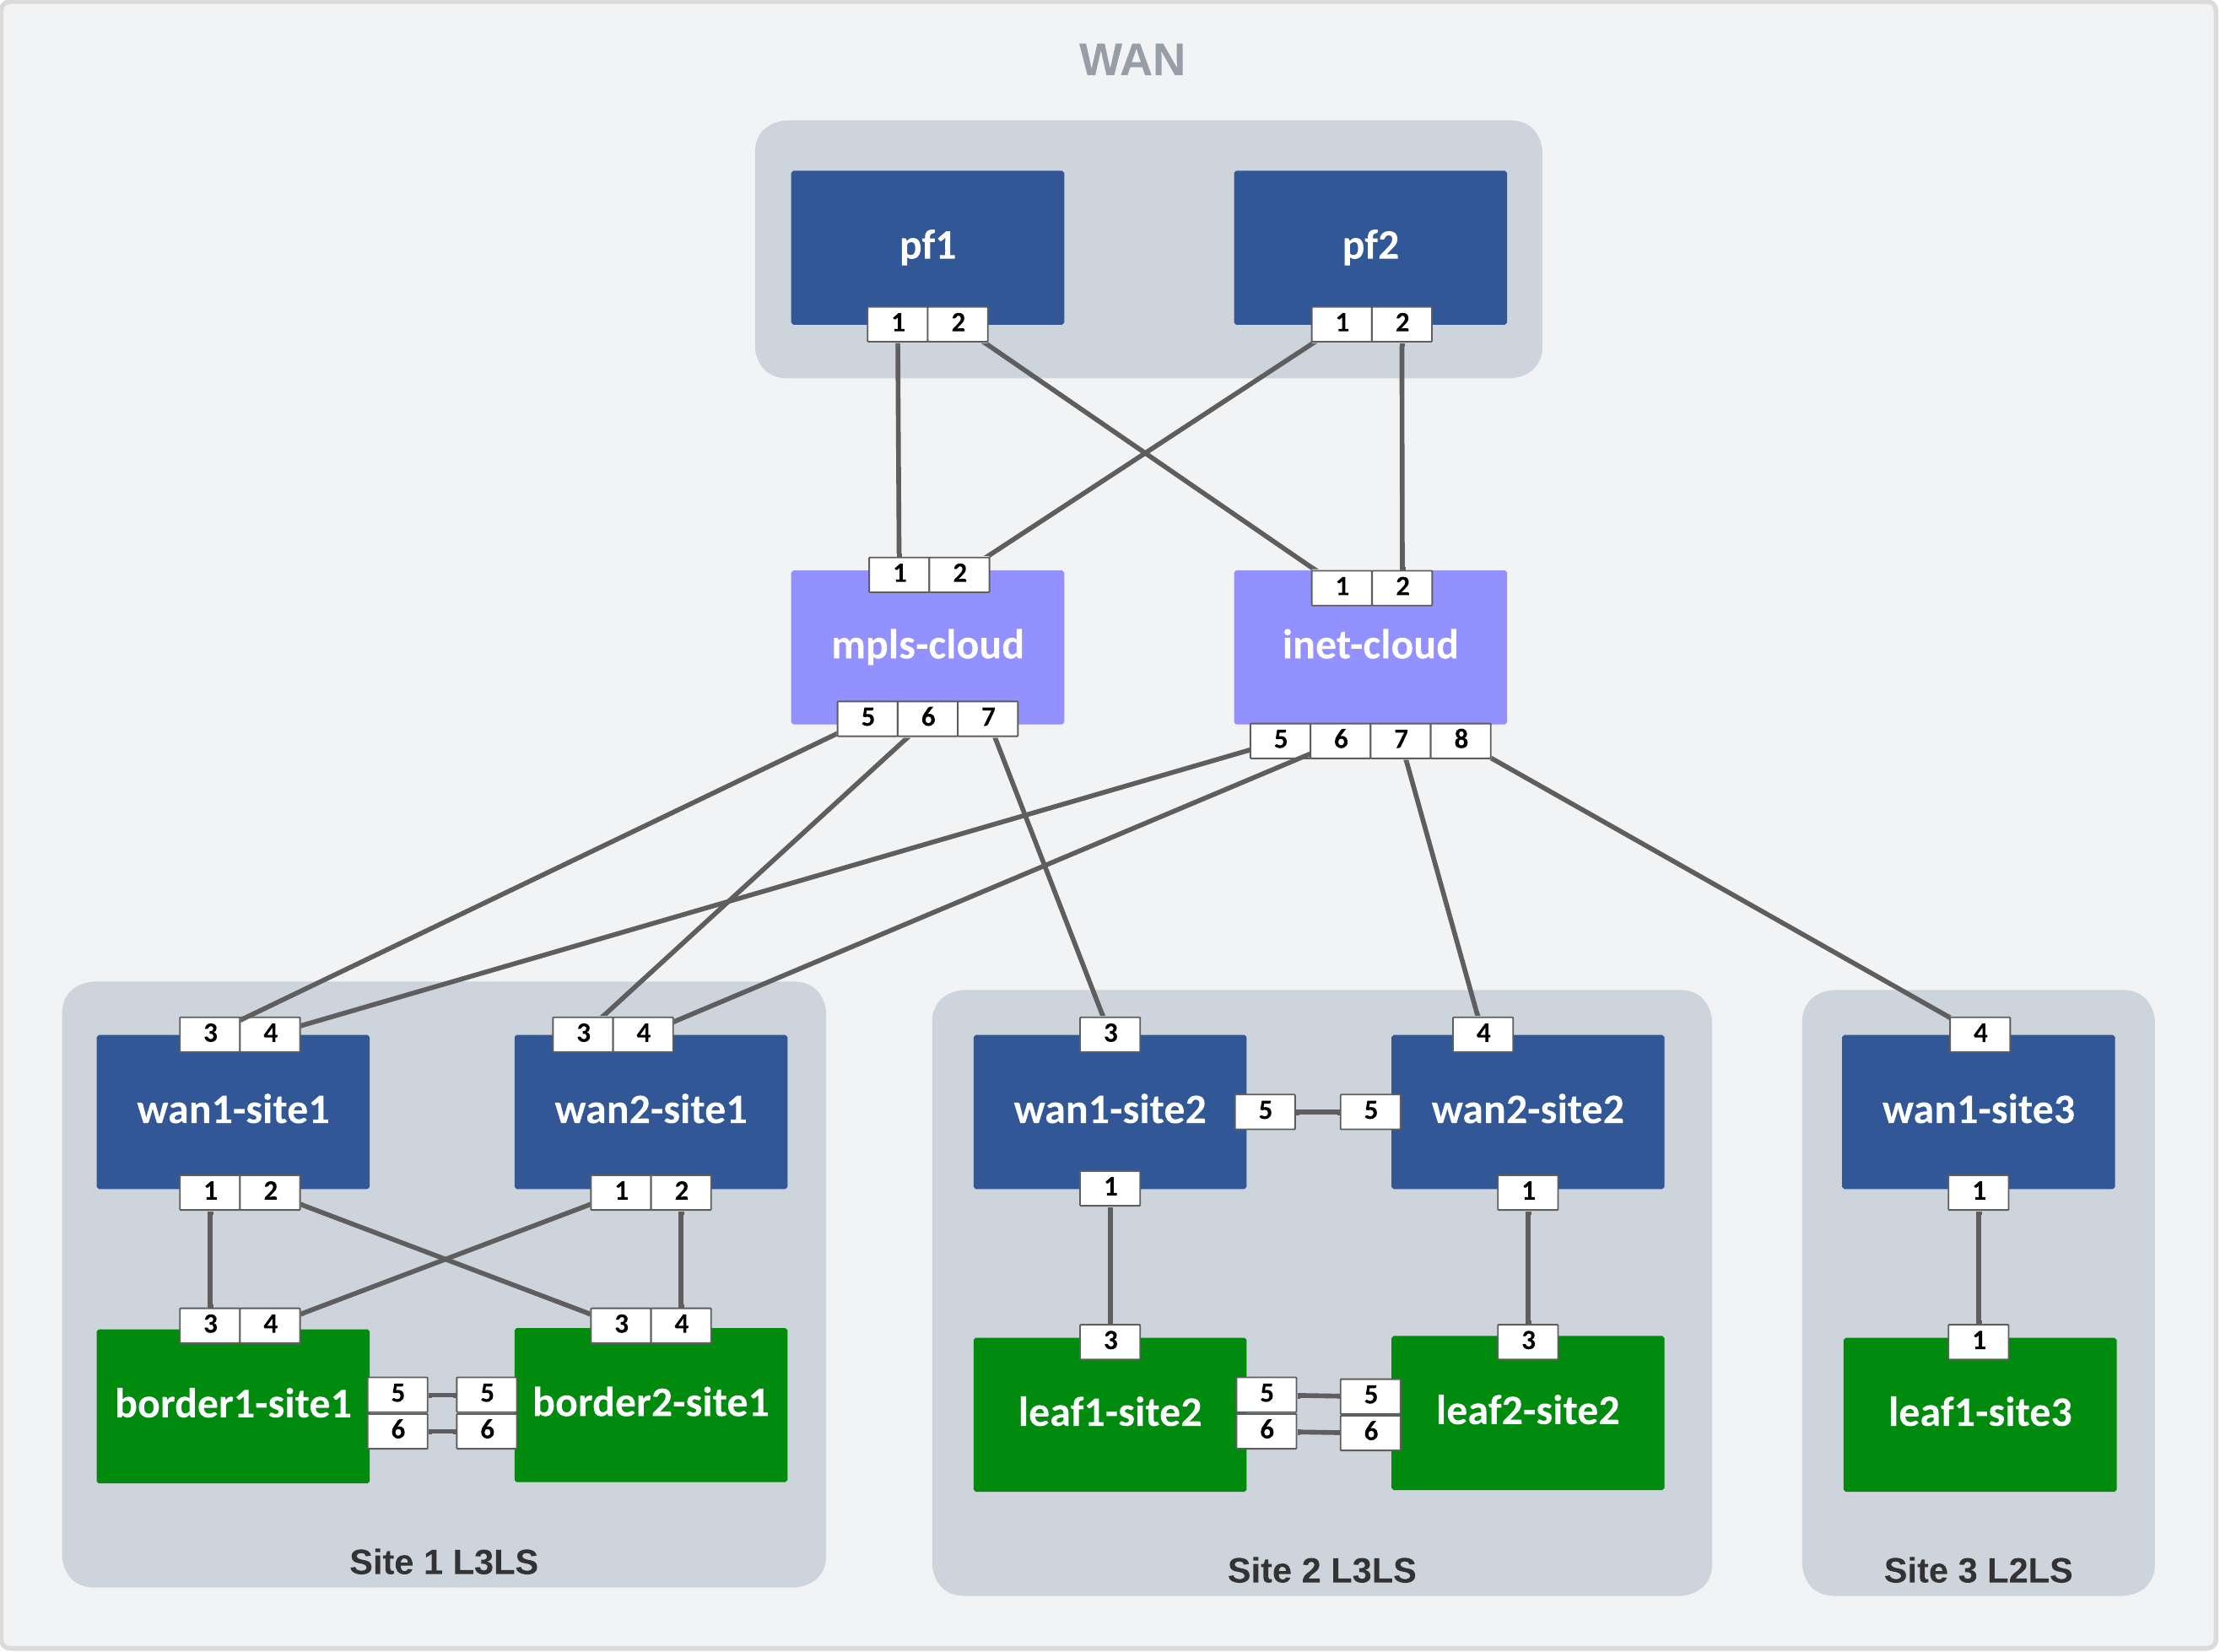 WAN
pf1
pf2
1 2
1 2
1 2
1 2
mpls-cloud
inet-cloud
5 6 7
5 6 7 8
3 4
3 4
3
4
4
wan1-site1
wan2-site1
wan1-site2
5
5
wan2-site2
wan1-site3
1 2
1 2
1
1
1
3 4
3 4
3
3
1
border1-site1
5
5
6
6
border2-site1
leaf1-site2
5
5
6
6
leaf2-site2
leaf1-site3
Site 1 L3LS
Site 2 L3LS
Site 3 L2LS